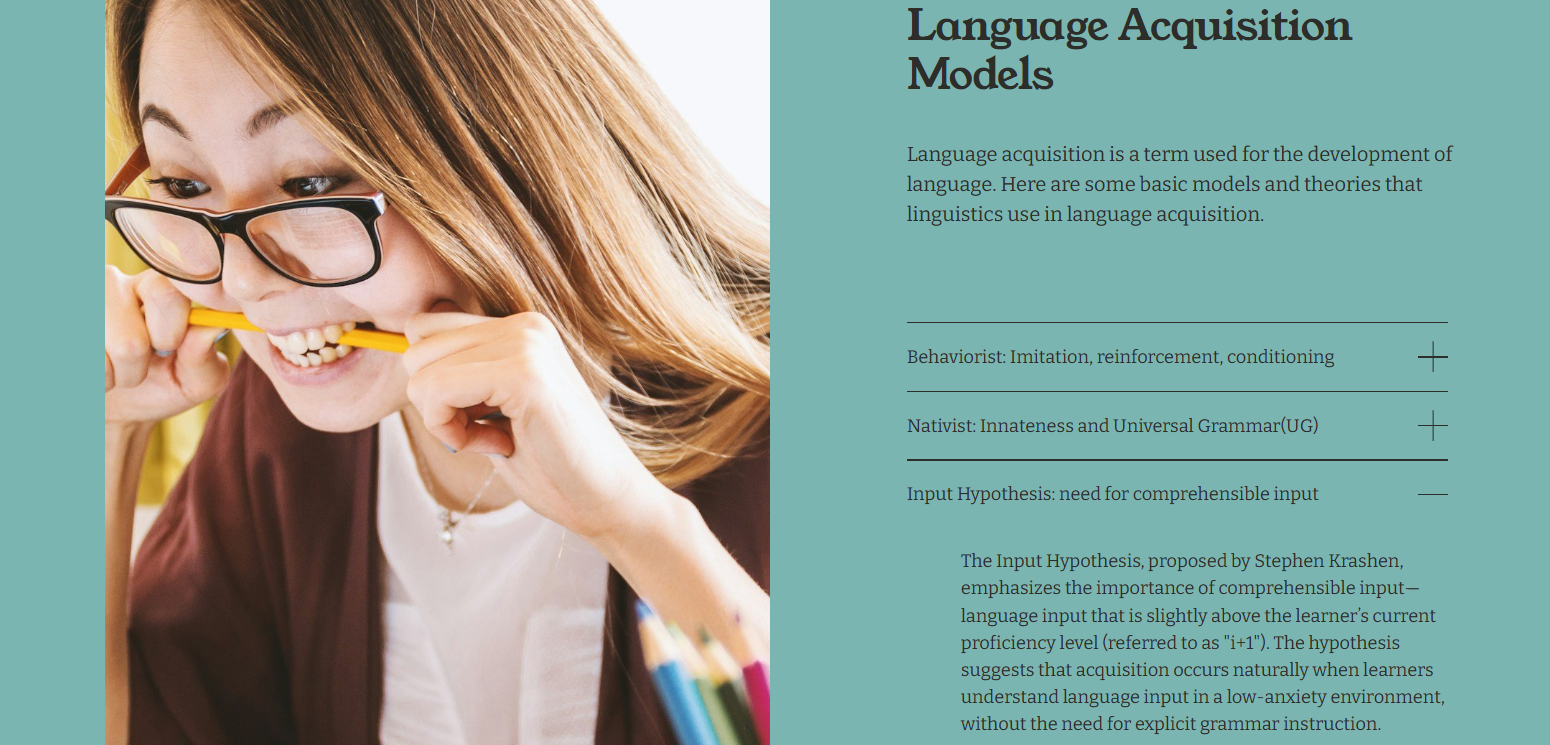 Language Acquisition
Models
Language acquisition is a term used for the development of
language. Here are some basic models and theories that
linguistics use in language acquisition.
Behaviorist: Imitation, reinforcement, conditioning
Nativist: Innateness and Universal Grammar(UG)
Input Hypothesis: need for comprehensible input
The Input Hypothesis, proposed by Stephen Krashen,
emphasizes the importance of comprehensible input—
language input that is slightly above the learner’s current
proficiency level (referred to as "i+1"). The hypothesis
suggests that acquisition occurs naturally when learners
understand language input in a low-anxiety environment,
without the need for explicit grammar instruction.